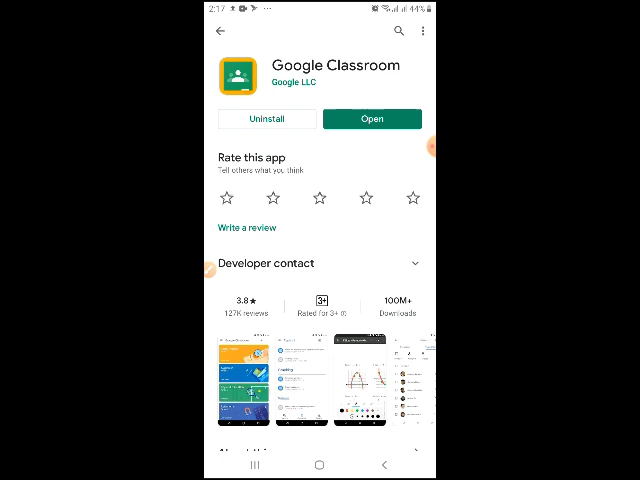 2:17
44%
Google Classroom
Google LLC
Uninstall
Open
Rate this app
Tell others what you think
Write a review
Developer contact
3.8★
3+
100M+
127K reviews
Rated for 3+
Downloads